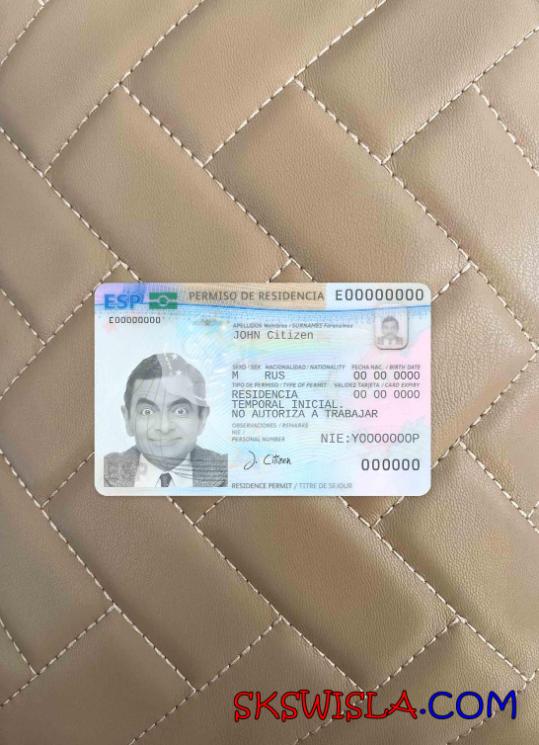 ESP PERMISO DE RESIDENCIA E00000000
E00000000
APELLIDOS Nombres / SURNAMES Forenames
JOHN Citizen
SEXO / SEX NACIONALIDAD / NATIONALITY FECHA NAC. / BIRTH DATE
M RUS 00 00 0000
TIPO DE PERMISO / TYPE OF PERMIT VALIDEZ TARJETA / CARD EXPIRY
RESIDENCIA 00 00 0000
TEMPORAL INICIAL.
NO AUTORIZA A TRABAJAR
OBSERVACIONES / REMARKS
NIE /
PERSONAL NUMBER NIE:Y0000000P
J. Citizen
000000
RESIDENCE PERMIT / TITRE DE SEJOUR
SKSWISLA.COM